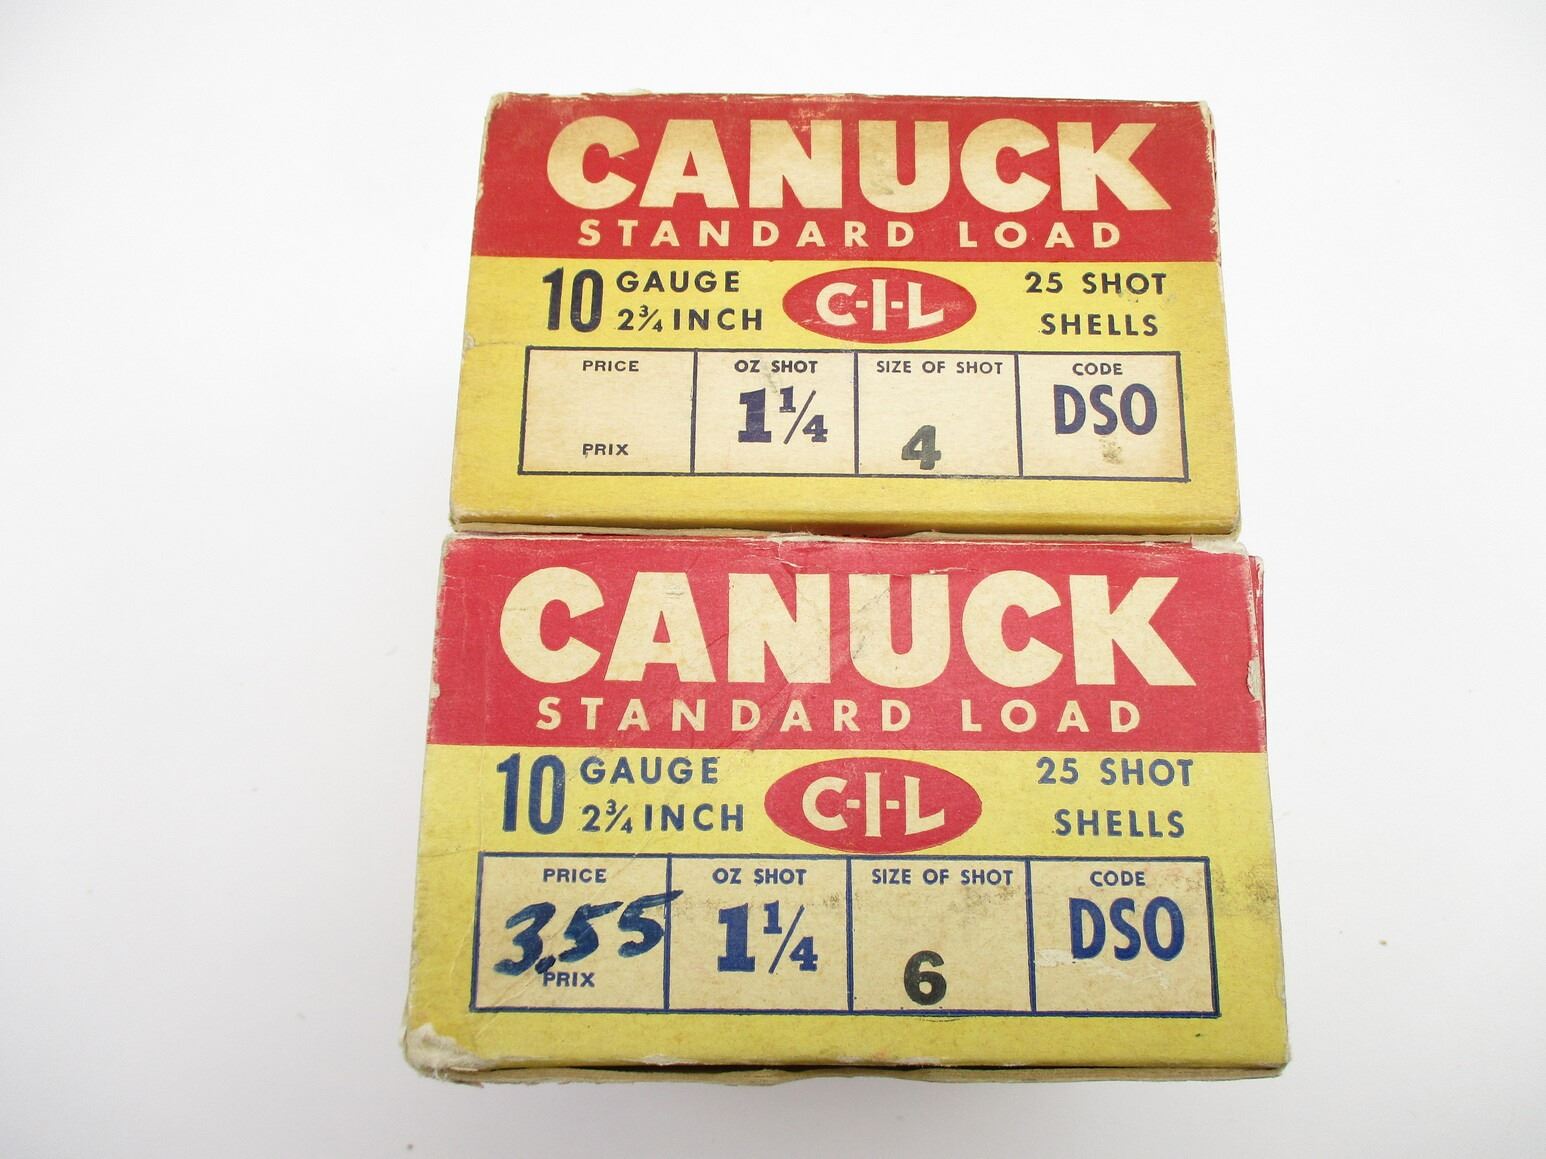 CANUCK
STANDARD LOAD
10 GAUGE
2¾ INCH
C-I-L
25 SHOT
SHELLS
PRICE
PRIX
OZ SHOT
1¼
SIZE OF SHOT
4
CODE
DSO
CANUCK
STANDARD LOAD
10 GAUGE
2¾ INCH
C-I-L
25 SHOT
SHELLS
PRICE
3.55
PRIX
OZ SHOT
1¼
SIZE OF SHOT
6
CODE
DSO